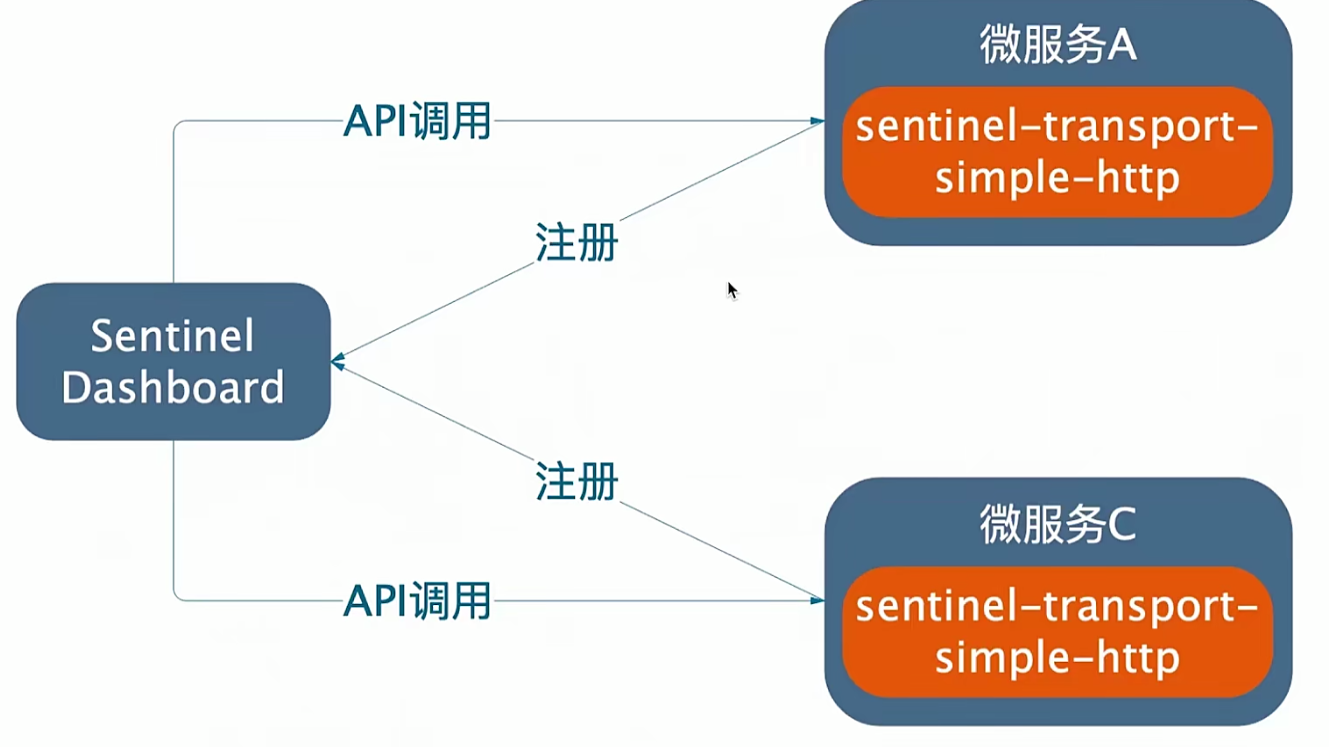 微服务A
sentinel-transport-
simple-http
API调用
注册
Sentinel
Dashboard
注册
微服务C
sentinel-transport-
simple-http
API调用